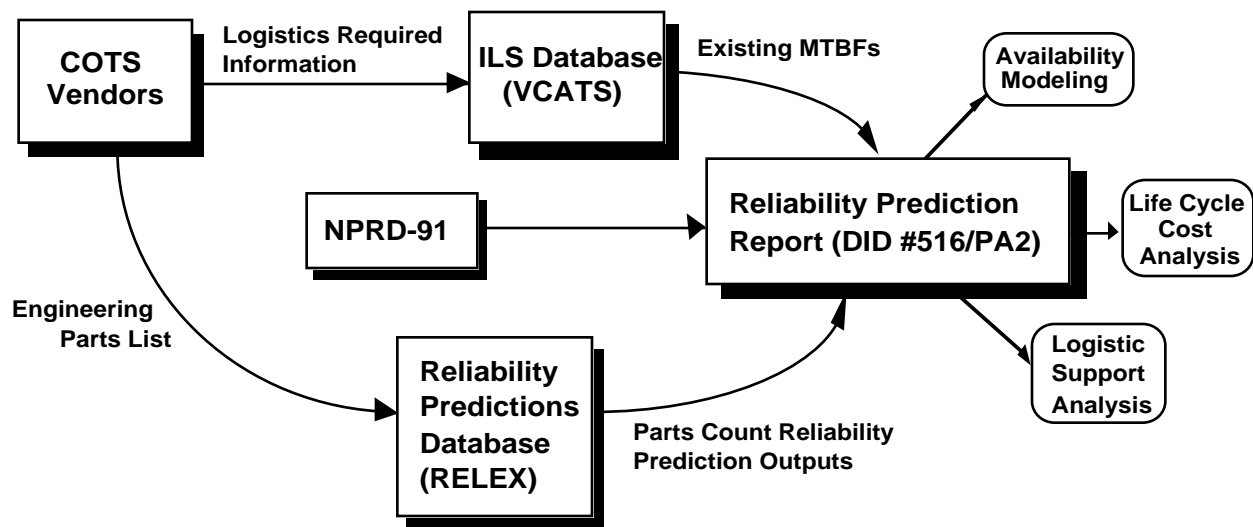 COTS
Vendors
Logistics Required
Information
ILS Database
(VCATS)
Existing MTBFs
Availability
Modeling
NPRD-91
Reliability Prediction
Report (DID #516/PA2)
Life Cycle
Cost
Analysis
Engineering
Parts List
Reliability
Predictions
Database
(RELEX)
Parts Count Reliability
Prediction Outputs
Logistic
Support
Analysis